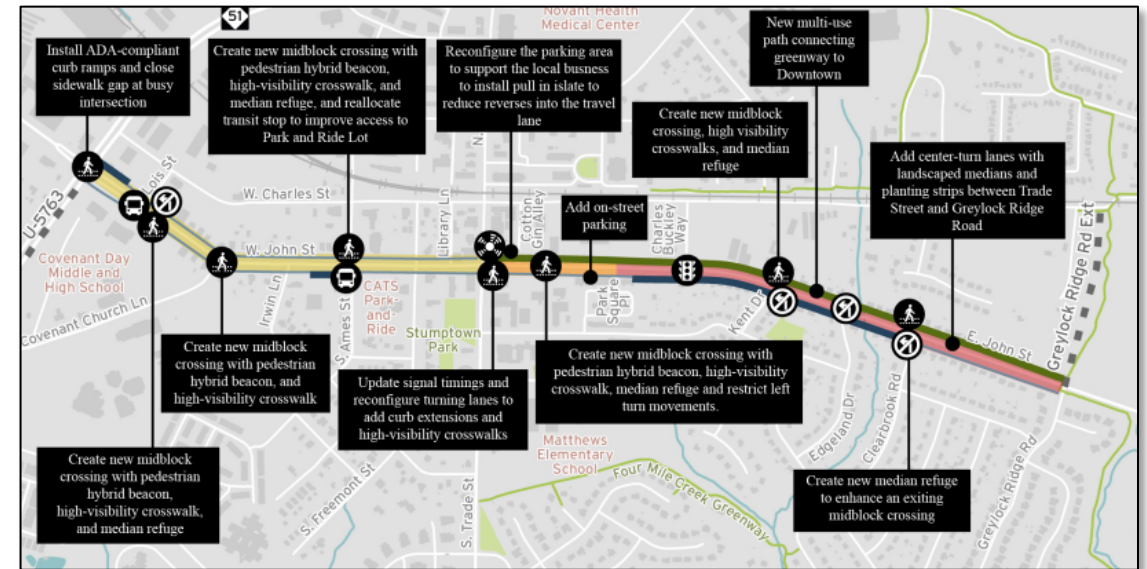 51
Novant Health
Medical Center
Install ADA-compliant
curb ramps and close
sidewalk gap at busy
intersection
Create new midblock crossing with
pedestrian hybrid beacon,
high-visibility crosswalk,
and median refuge, and reallocate
transit stop to improve access to
Park and Ride Lot
Reconfigure the parking area
to support the local business
to install pull in islate to
reduce reverses into the travel
lane
New multi-use
path connecting
greenway to
Downtown
Create new midblock
crossing, high visibility
crosswalks, and median
refuge
Add center-turn lanes with
landscaped medians and
planting strips between Trade
Street and Greylock Ridge
Road
Add on-street
parking
U-5763
Lois St
W. Charles St
W. John St
Library Ln
N.
Cotton
Gin Alley
Charles
Buckley
Way
Greylock Ridge Rd Ext
Covenant Day
Middle and
High School
Covenant Church Ln
Irwin Ln
S. Ames St
CATS
Park-
and-
Ride
Stumptown
Park
Park
Square
Pl
Kent Dr
E. John St
Create new midblock
crossing with pedestrian
hybrid beacon, and
high-visibility crosswalk
Update signal timings and
reconfigure turning lanes to
add curb extensions and
high-visibility crosswalks
Create new midblock crossing with
pedestrian hybrid beacon, high-visibility
crosswalk, median refuge and restrict left
turn movements.
Create new midblock
crossing with pedestrian
hybrid beacon,
high-visibility crosswalk,
and median refuge
Create new median refuge
to enhance an exiting
midblock crossing
S. Freemont St
S. Trade St
Matthews
Elementary
School
Four Mile Creek Greenway
Edgeland Dr
Clearbrook Rd
Greylock Ridge Rd